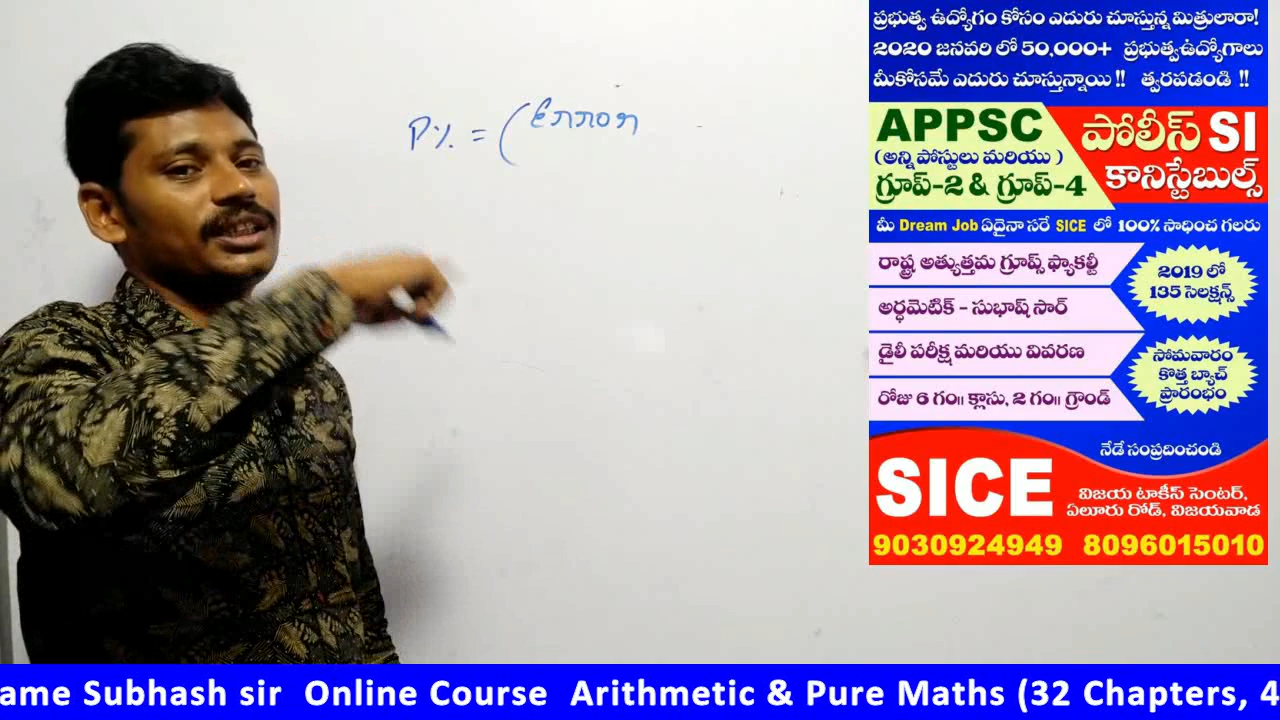 P% = ( Error
ప్రభుత్వ ఉద్యోగం కోసం ఎదురు చూస్తున్న మిత్రులారా!
2020 జనవరి లో 50,000+ ప్రభుత్వఉద్యోగాలు
మీకోసమే ఎదురు చూస్తున్నాయి !! త్వరపడండి !!
APPSC
(అన్ని పోస్టులు మరియు)
గ్రూప్-2 & గ్రూప్-4
పోలీస్ SI
కానిస్టేబుల్స్
మీ Dream Job ఏదైనా సరే SICE లో 100% సాధించ గలరు
రాష్ట్ర అత్యుత్తమ గ్రూప్స్ ఫ్యాకల్టీ
అర్ధమెటిక్ - సుభాష్ సార్
డైలీ పరీక్ష మరియు వివరణ
రోజు 6 గం॥ క్లాసు, 2 గం॥ గ్రౌండ్
2019 లో
135 సెలక్షన్స్
సోమవారం
కొత్త బ్యాచ్
ప్రారంభం
నేడే సంప్రదించండి
SICE
విజయ టాకీస్ సెంటర్,
ఏలూరు రోడ్, విజయవాడ
9030924949 8096015010
ame Subhash sir Online Course Arithmetic & Pure Maths (32 Chapters, 4